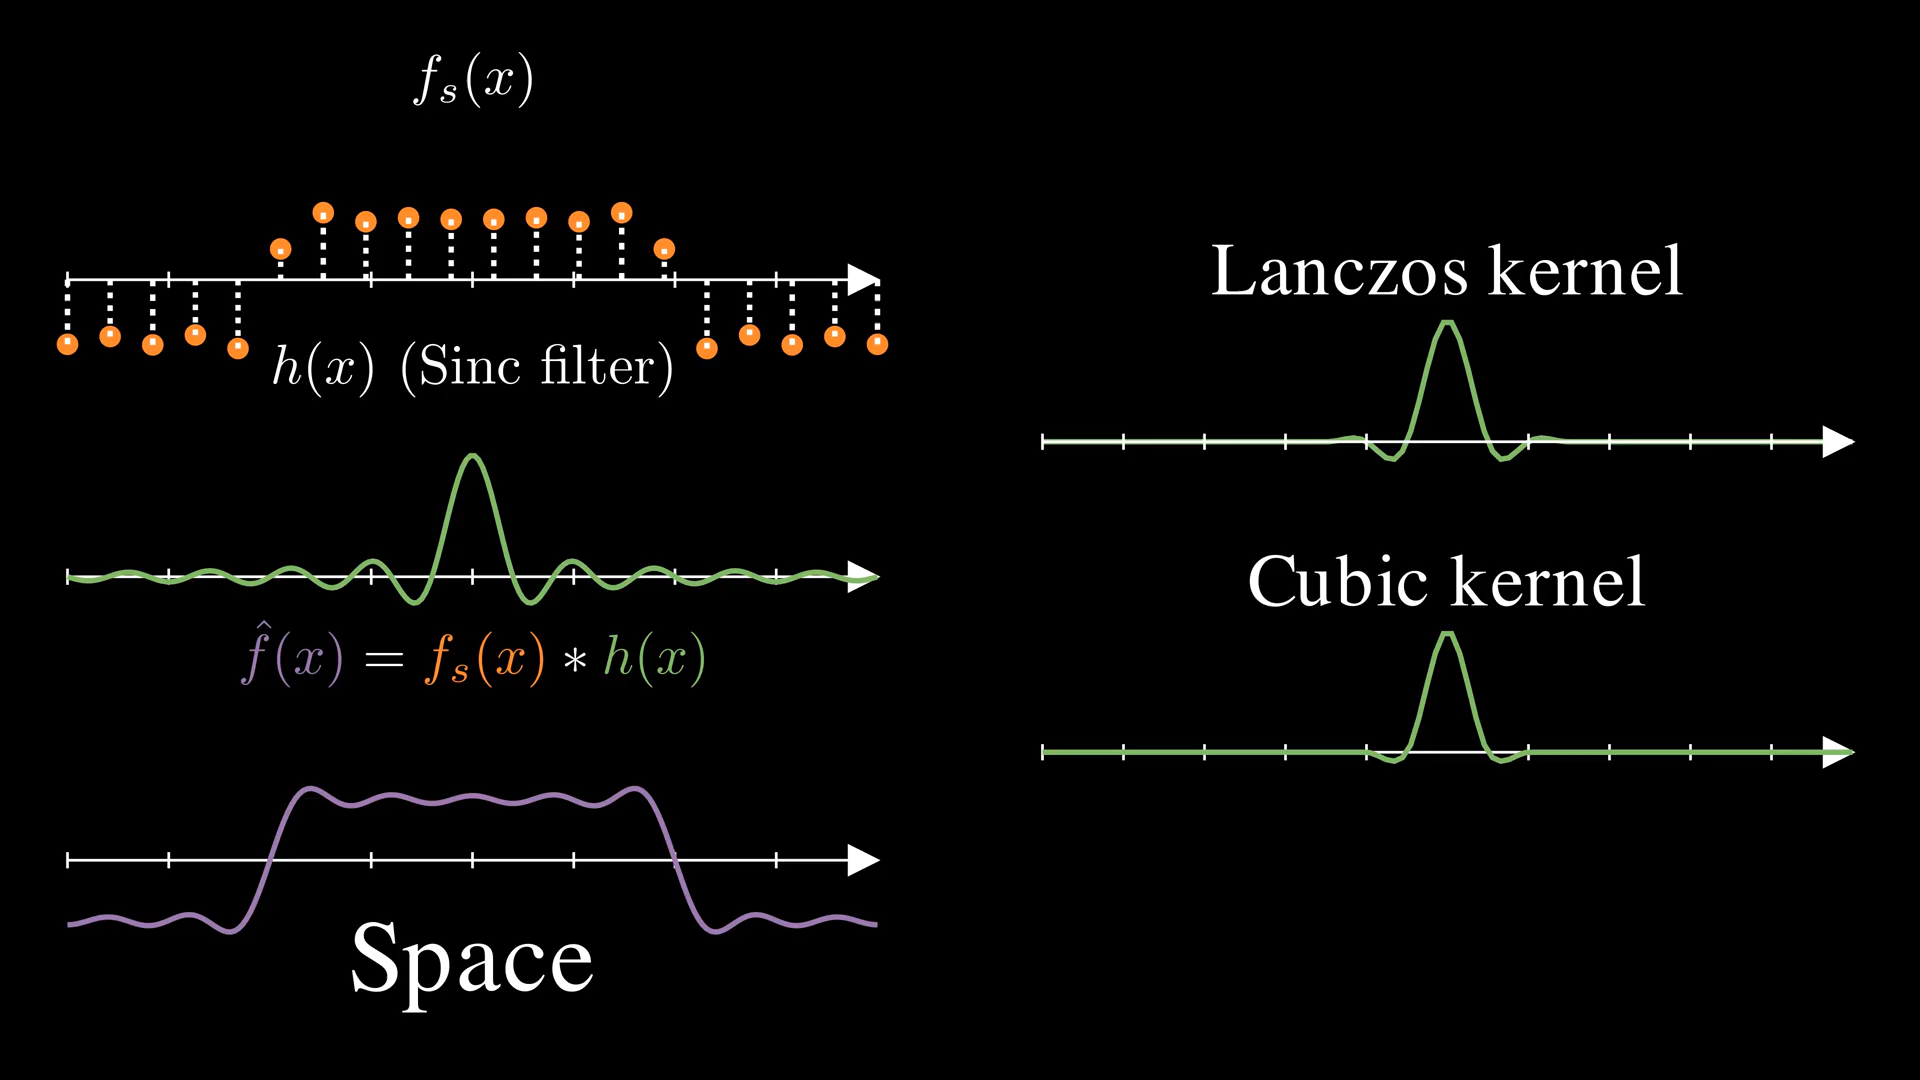 fₛ(x)
h(x) (Sinc filter)
f̂(x) = fₛ(x) * h(x)
Space
Lanczos kernel
Cubic kernel